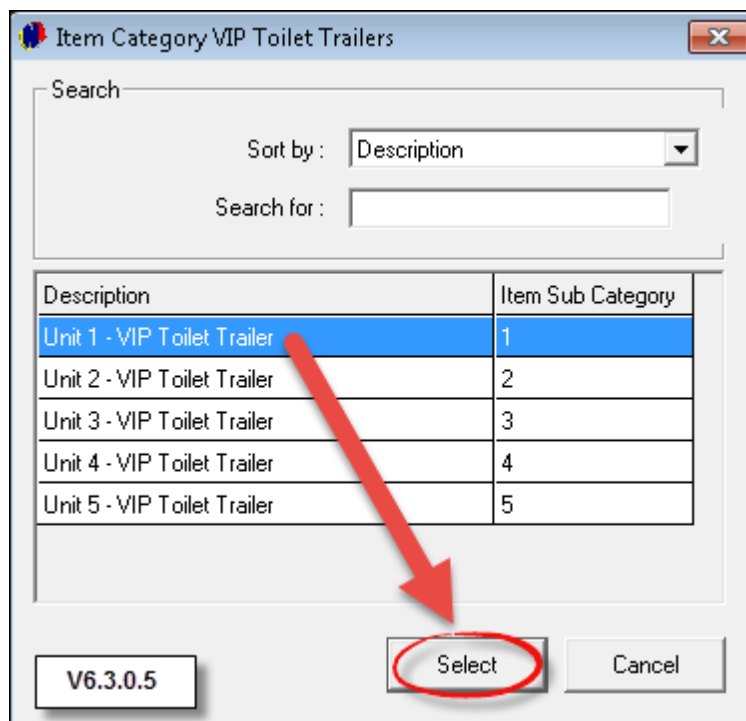 Item Category VIP Toilet Trailers
Search
Sort by : Description
Search for :
Description Item Sub Category
Unit 1 - VIP Toilet Trailer 1
Unit 2 - VIP Toilet Trailer 2
Unit 3 - VIP Toilet Trailer 3
Unit 4 - VIP Toilet Trailer 4
Unit 5 - VIP Toilet Trailer 5
Select Cancel
V6.3.0.5